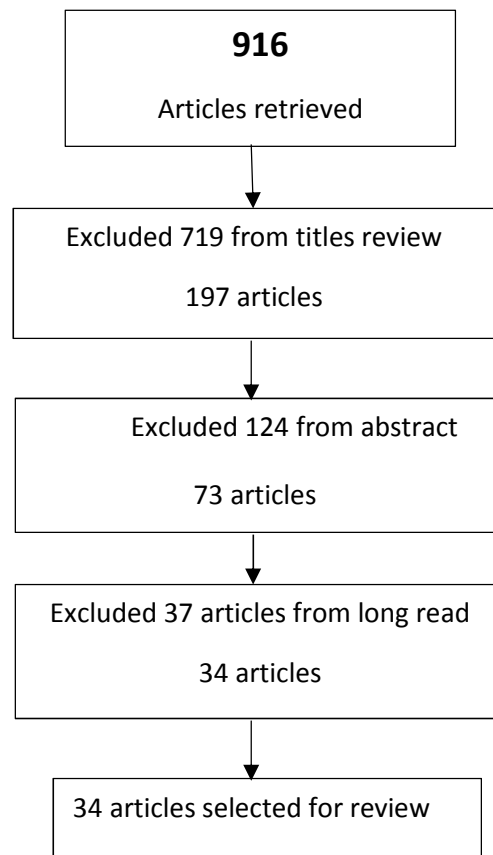 916
Articles retrieved
Excluded 719 from titles review
197 articles
Excluded 124 from abstract
73 articles
Excluded 37 articles from long read
34 articles
34 articles selected for review